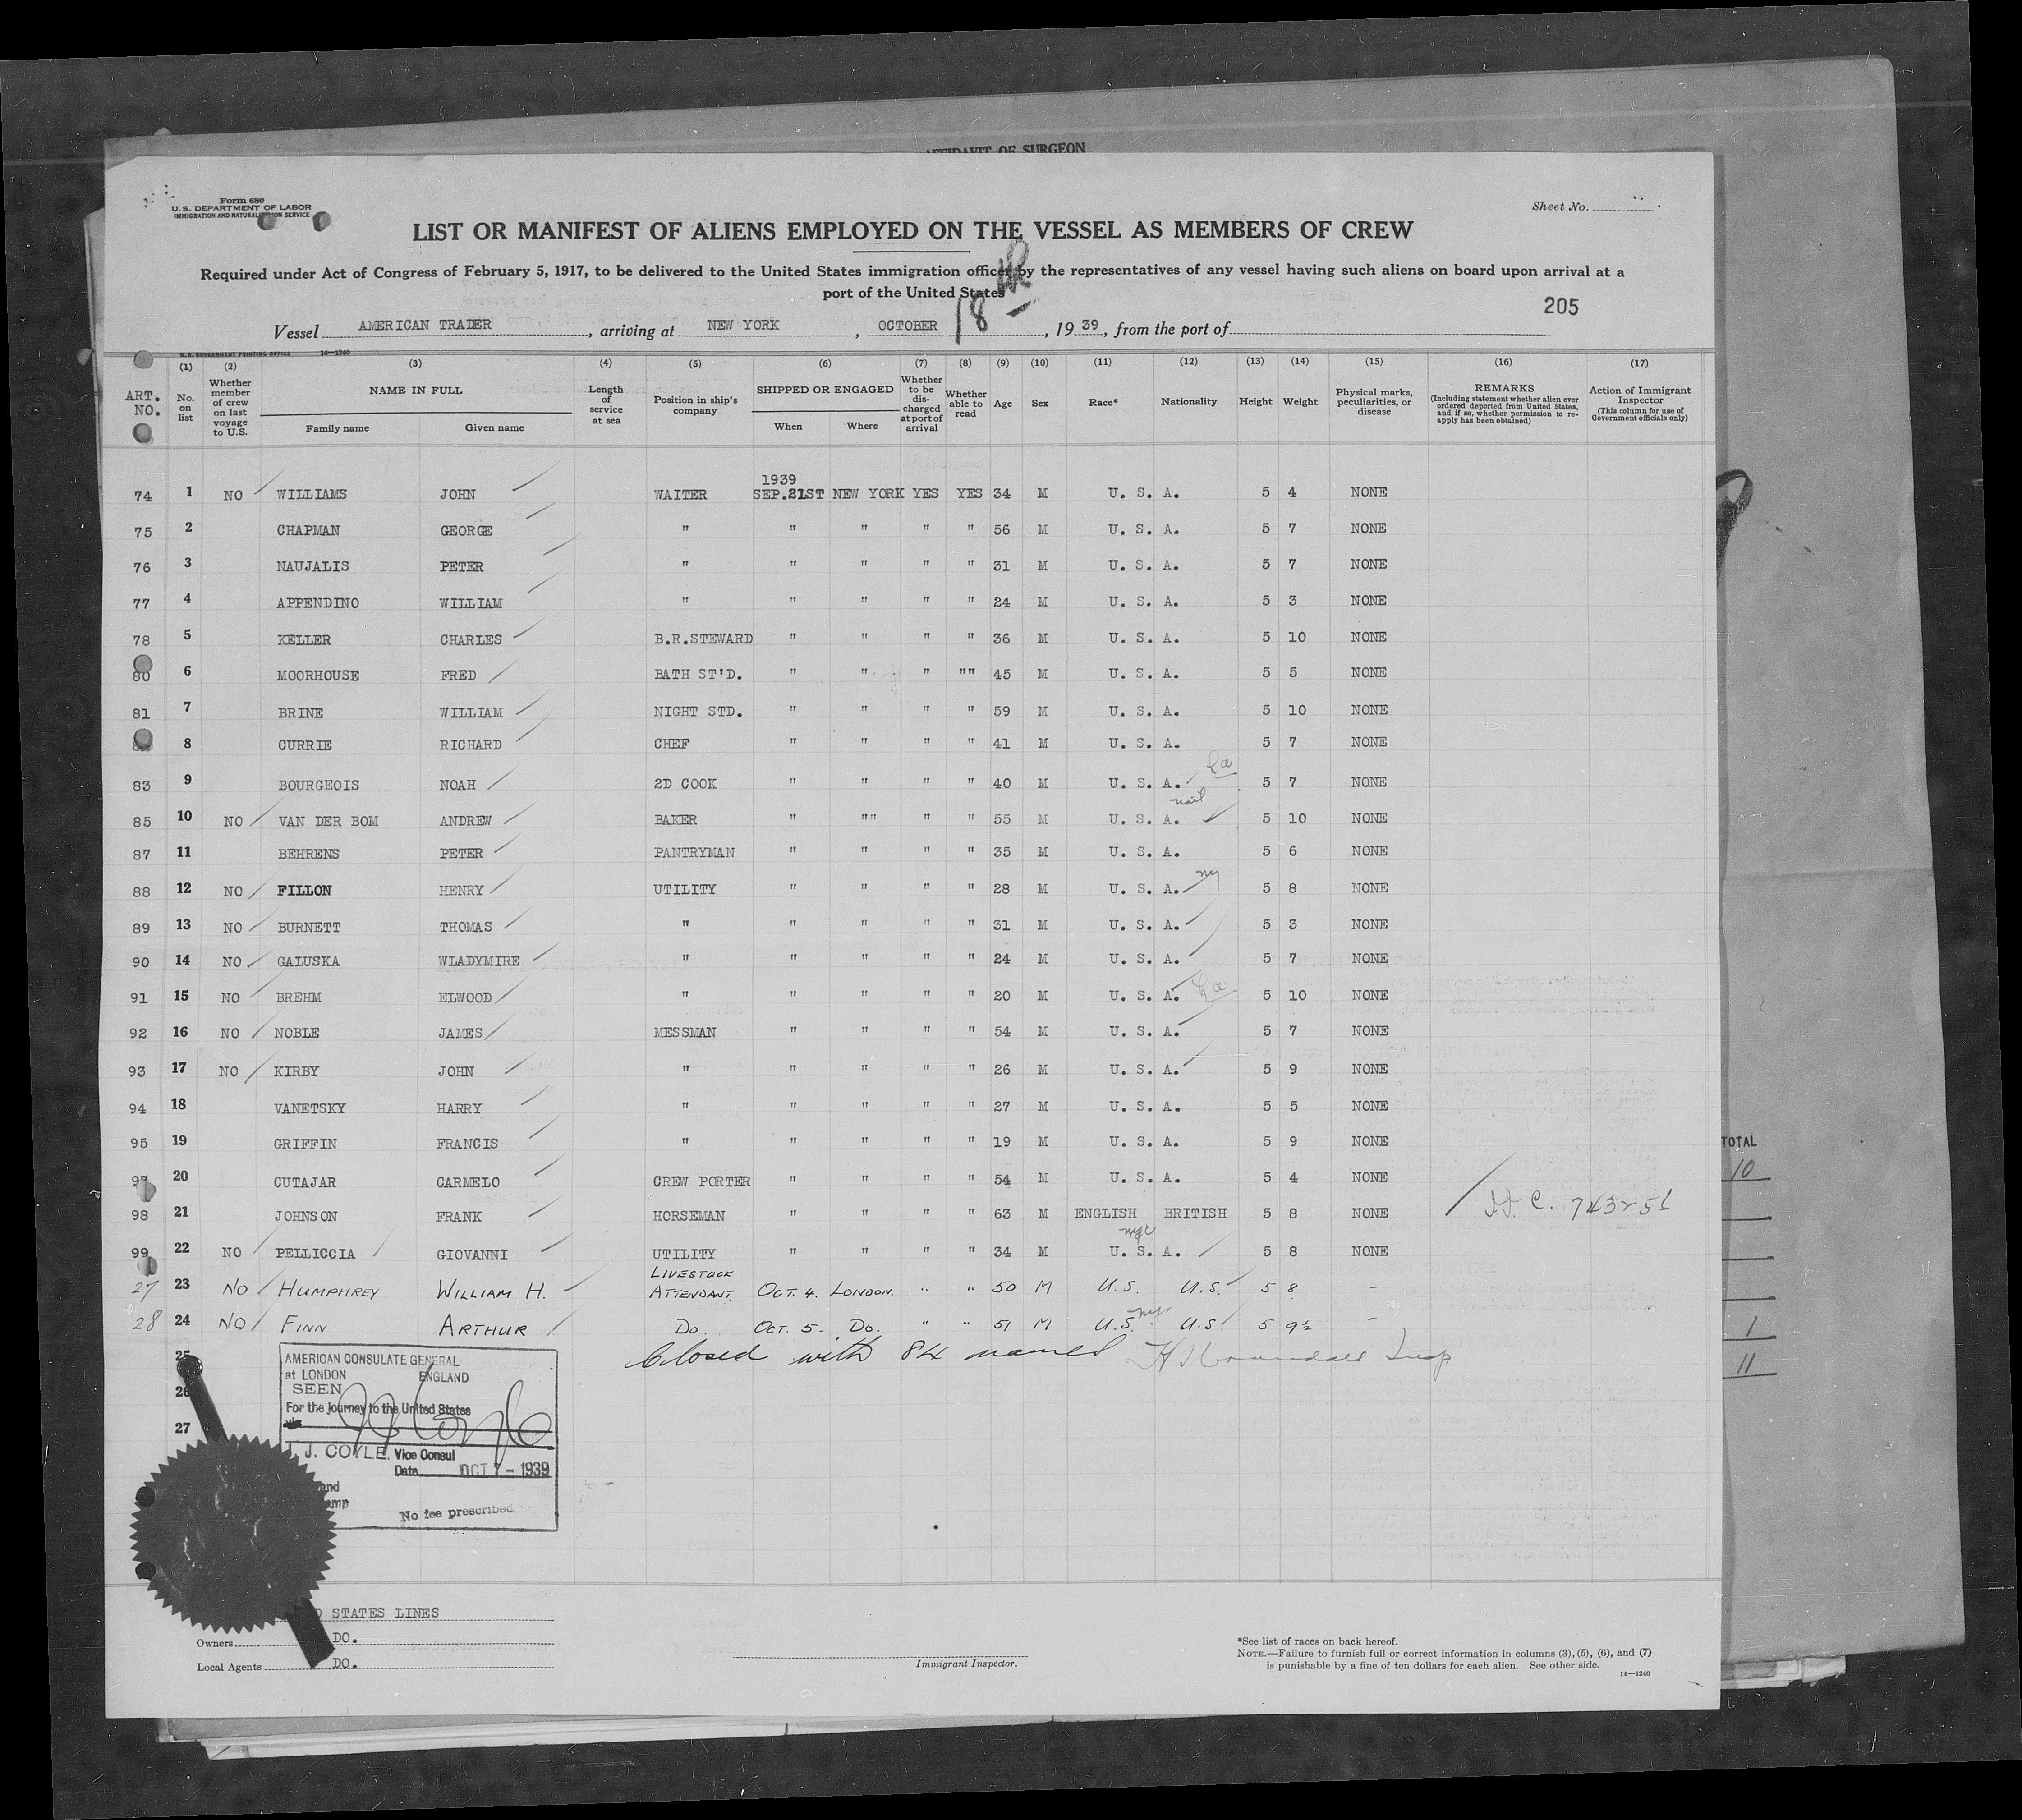 AFFIDAVIT OF SURGEON
Form 680
U. S. DEPARTMENT OF LABOR
IMMIGRATION AND NATURALIZATION SERVICE
Sheet No.
LIST OR MANIFEST OF ALIENS EMPLOYED ON THE VESSEL AS MEMBERS OF CREW
Required under Act of Congress of February 5, 1917, to be delivered to the United States immigration officer by the representatives of any vessel having such aliens on board upon arrival at a
port of the United States
205
Vessel AMERICAN TRADER, arriving at NEW YORK, OCTOBER 18th, 1939, from the port of
U. S. GOVERNMENT PRINTING OFFICE 14—1240
(1) (2) (3) (4) (5) (6) (7) (8) (9) (10) (11) (12) (13) (14) (15) (16) (17)
ART. NO. No. on list Whether member of crew on last voyage to U.S. NAME IN FULL Family name Given name Length of service at sea Position in ship's company SHIPPED OR ENGAGED When Where Whether to be discharged at port of arrival Whether able to read Age Sex Race* Nationality Height Weight Physical marks, peculiarities, or disease REMARKS (Including statement whether alien ever ordered deported from United States, and if so, whether permission to reapply has been obtained) Action of Immigrant Inspector (This column for use of Government officials only)
1939
74 1 NO WILLIAMS JOHN WAITER SEP.21ST NEW YORK YES YES 34 M U. S. A. 5 4 NONE
75 2 CHAPMAN GEORGE " " " " " 56 M U. S. A. 5 7 NONE
76 3 NAUJALIS PETER " " " " " 31 M U. S. A. 5 7 NONE
77 4 APPENDINO WILLIAM " " " " " 24 M U. S. A. 5 3 NONE
78 5 KELLER CHARLES B.R.STEWARD " " " " 36 M U. S. A. 5 10 NONE
80 6 MOORHOUSE FRED BATH ST'D. " " " "" 45 M U. S. A. 5 5 NONE
81 7 BRINE WILLIAM NIGHT STD. " " " " 59 M U. S. A. 5 10 NONE
8 CURRIE RICHARD CHEF " " " " 41 M U. S. A. 5 7 NONE
83 9 BOURGEOIS NOAH 2D COOK " " " " 40 M U. S. A. 5 7 NONE
85 10 NO VAN DER BOM ANDREW BAKER " "" " " 55 M U. S. A. 5 10 NONE
87 11 BEHRENS PETER PANTRYMAN " " " " 35 M U. S. A. 5 6 NONE
88 12 NO FILLON HENRY UTILITY " " " " 28 M U. S. A. ny 5 8 NONE
89 13 NO BURNETT THOMAS " " " " " 31 M U. S. A. 5 3 NONE
90 14 NO GALUSKA WLADYMIRE " " " " " 24 M U. S. A. 5 7 NONE
91 15 NO BREHM ELWOOD " " " " " 20 M U. S. A. 5 10 NONE
92 16 NO NOBLE JAMES MESSMAN " " " " 54 M U. S. A. 5 7 NONE
93 17 NO KIRBY JOHN " " " " " 26 M U. S. A. 5 9 NONE
94 18 VANETSKY HARRY " " " " " 27 M U. S. A. 5 5 NONE
95 19 GRIFFIN FRANCIS " " " " " 19 M U. S. A. 5 9 NONE
97 20 CUTAJAR CARMELO CREW PORTER " " " " 54 M U. S. A. 5 4 NONE
98 21 JOHNSON FRANK HORSEMAN " " " " 63 M ENGLISH BRITISH 5 8 NONE
99 22 NO PELLICCIA GIOVANNI UTILITY " " " " 34 M U. S. A. 5 8 NONE
27 23 NO HUMPHREY WILLIAM H. LIVESTOCK ATTENDANT. OCT. 4. LONDON. " " 50 M U.S. U.S. 5 8 -
28 24 NO FINN ARTHUR DO. OCT. 5. DO. " " 51 M U.S. U.S. 5 9½ -
25 Closed with 84 names
26
27
AMERICAN CONSULATE GENERAL
at LONDON ENGLAND
SEEN
For the journey to the United States
via
J. J. COYLE. Vice Consul
Date OCT 7 - 1939
No fee prescribed
STATES LINES
Owners DO.
Local Agents DO.
Immigrant Inspector.
*See list of races on back hereof.
NOTE.—Failure to furnish full or correct information in columns (3), (5), (6), and (7)
is punishable by a fine of ten dollars for each alien. See other side.
14—1240
TOTAL
10
1
11